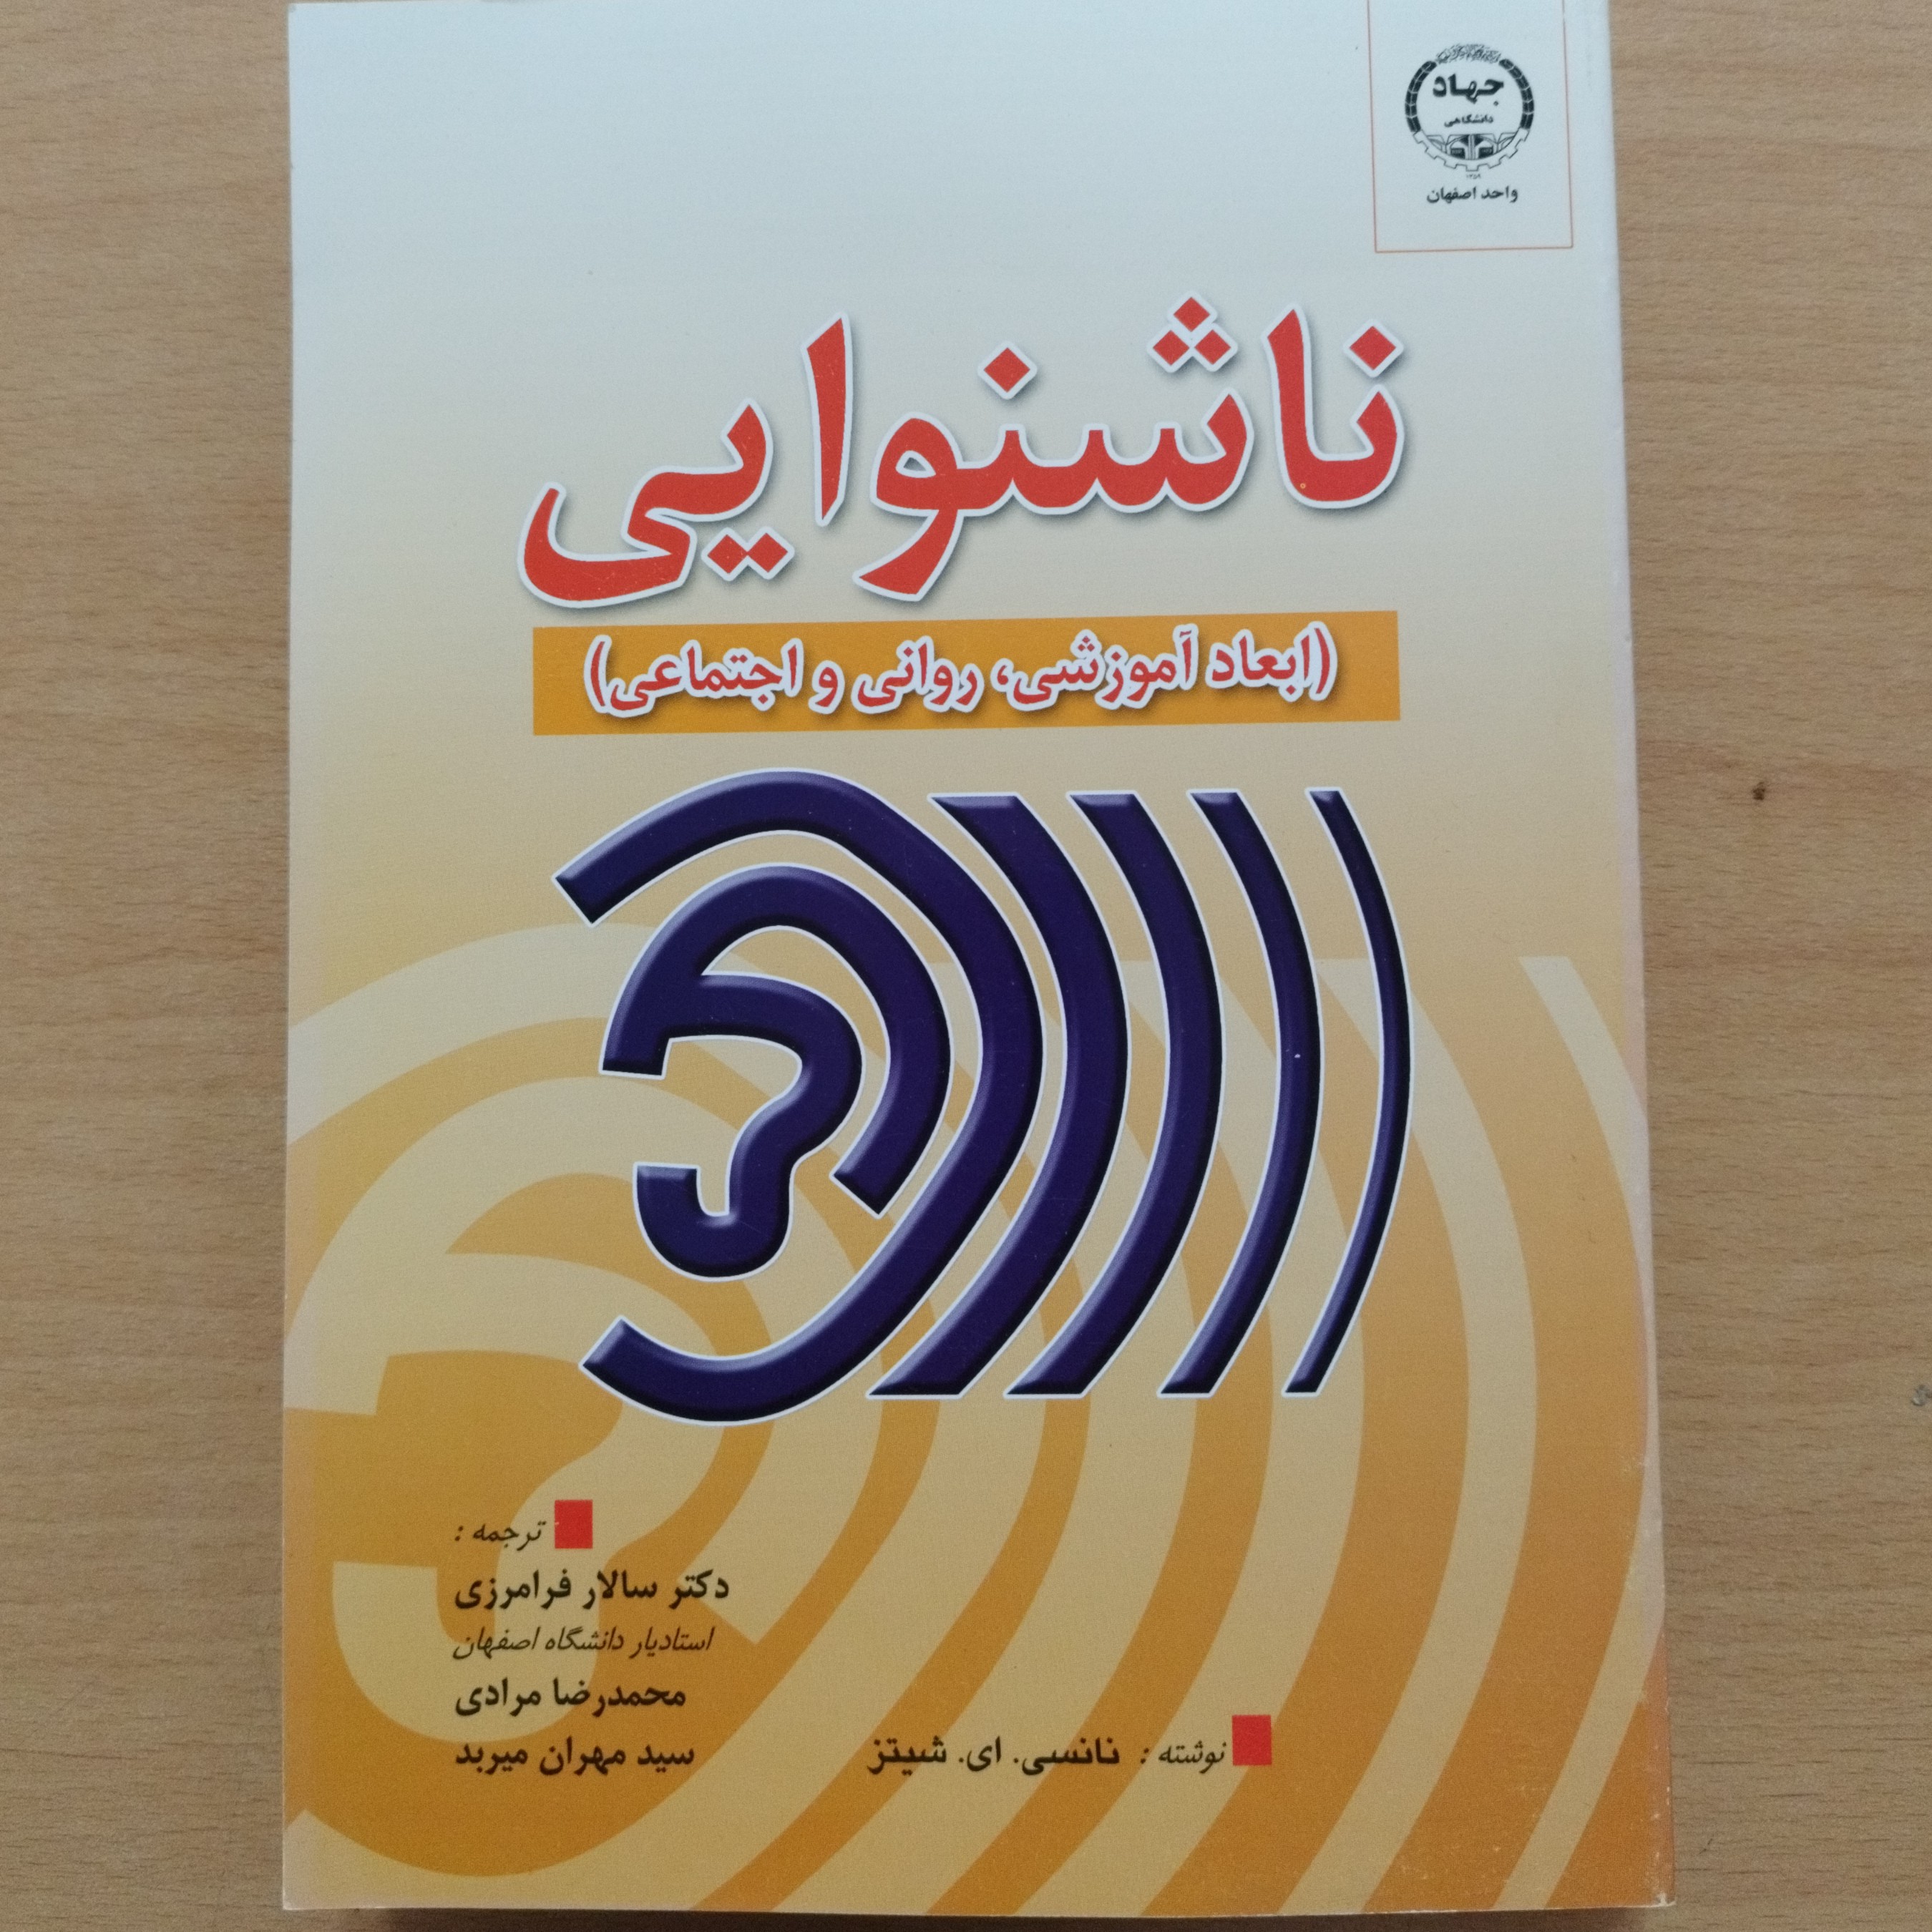 جهاد
دانشگاهی
۱۳۵۹
واحد اصفهان
ناشنوایی
(ابعاد آموزشی، روانی و اجتماعی)
ترجمه :
دکتر سالار فرامرزی
استادیار دانشگاه اصفهان
محمدرضا مرادی
سید مهران میربد
نوشته : نانسی. ای. شیتز